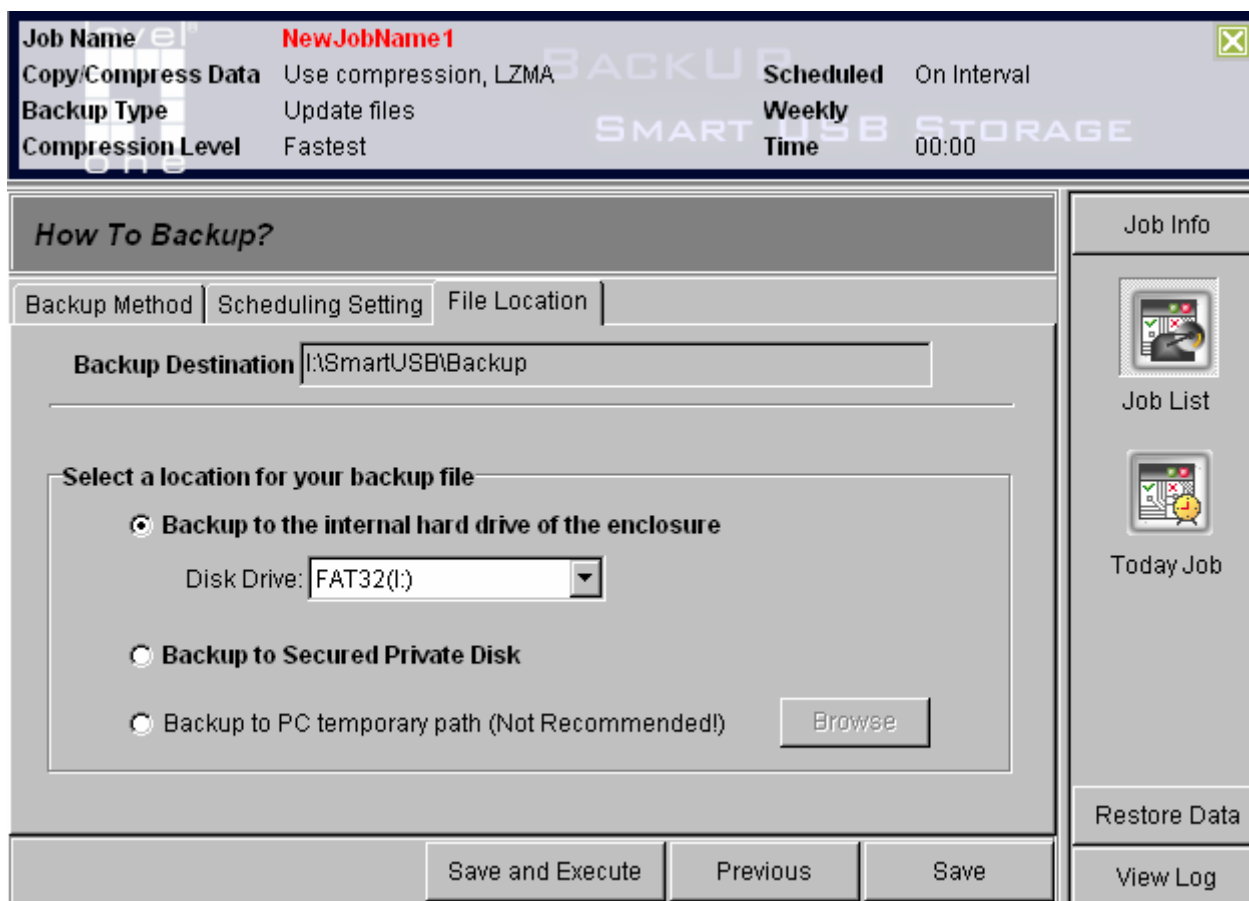 level®
one
BackUP
Smart USB Storage
Job Name NewJobName1
Copy/Compress Data Use compression, LZMA Scheduled On Interval
Backup Type Update files Weekly
Compression Level Fastest Time 00:00
How To Backup?
Backup Method Scheduling Setting File Location
Backup Destination I:\SmartUSB\Backup
Select a location for your backup file
Backup to the internal hard drive of the enclosure
Disk Drive: FAT32(I:)
Backup to Secured Private Disk
Backup to PC temporary path (Not Recommended!) Browse
Save and Execute Previous Save
Job Info
Job List
Today Job
Restore Data
View Log